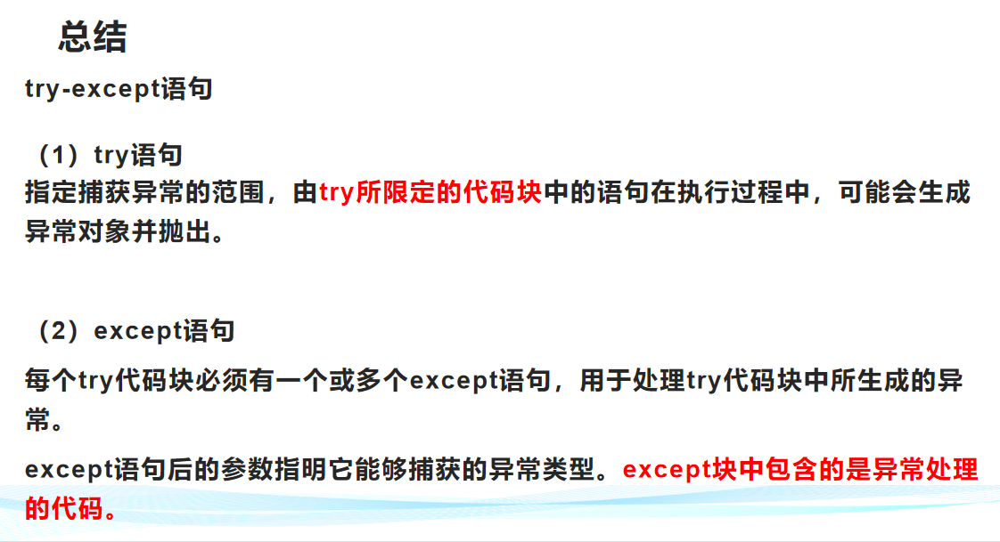 总结
try-except语句
（1）try语句
指定捕获异常的范围，由try所限定的代码块中的语句在执行过程中，可能会生成
异常对象并抛出。
（2）except语句
每个try代码块必须有一个或多个except语句，用于处理try代码块中所生成的异
常。
except语句后的参数指明它能够捕获的异常类型。except块中包含的是异常处理
的代码。